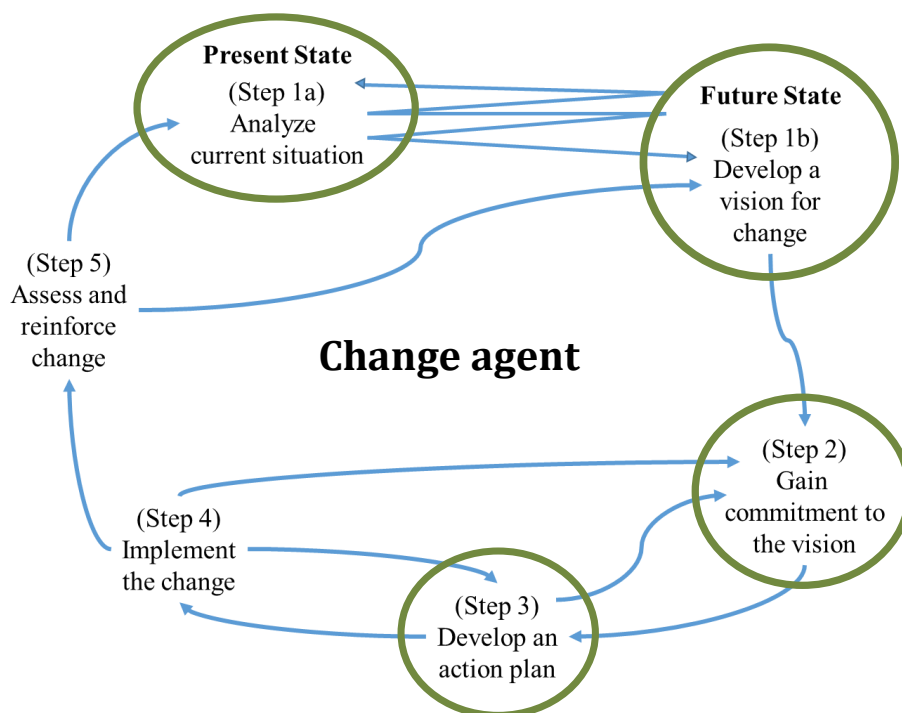 Present State
(Step 1a)
Analyze
current situation
Future State
(Step 1b)
Develop a
vision for
change
(Step 5)
Assess and
reinforce
change
Change agent
(Step 2)
Gain
commitment to
the vision
(Step 4)
Implement
the change
(Step 3)
Develop an
action plan